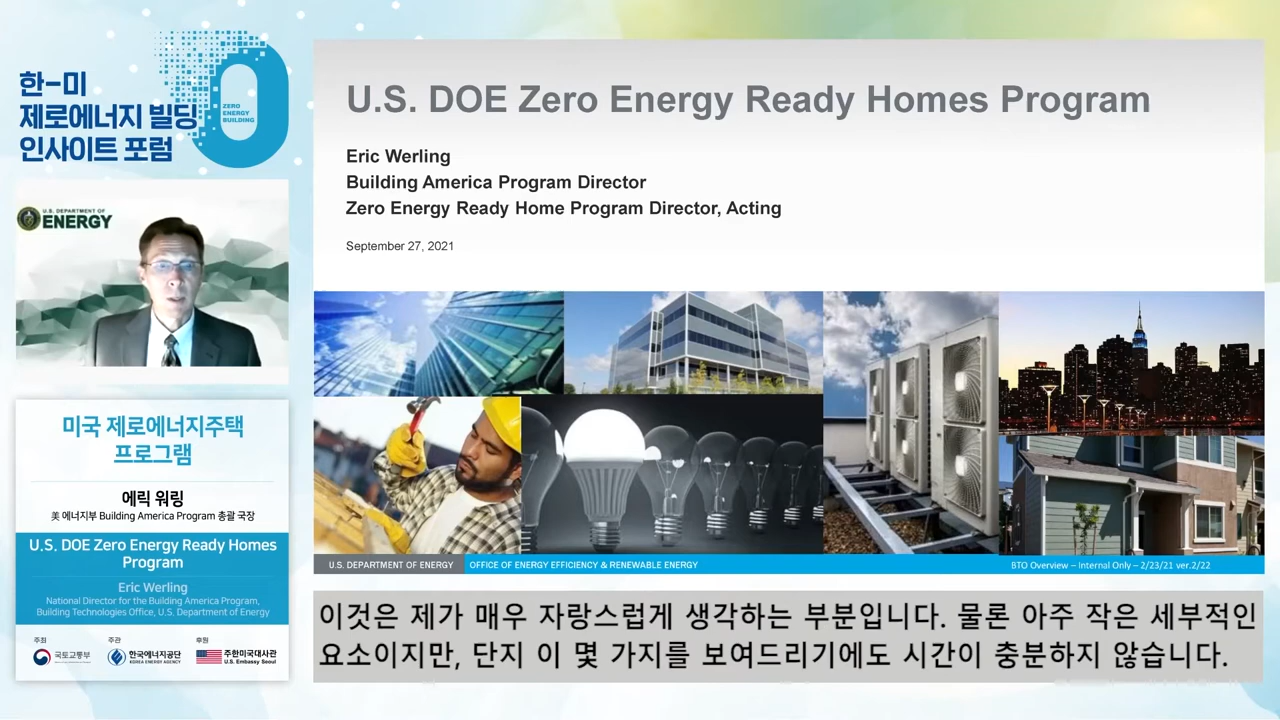 한-미
제로에너지 빌딩
인사이트 포럼
ZERO
ENERGY
BUILDING
U.S. DEPARTMENT OF
ENERGY
미국 제로에너지주택
프로그램
에릭 워링
美 에너지부 Building America Program 총괄 국장
U.S. DOE Zero Energy Ready Homes
Program
Eric Werling
National Director for the Building America Program,
Building Technologies Office, U.S. Department of Energy
주최
국토교통부
주관
한국에너지공단
KOREA ENERGY AGENCY
후원
주한미국대사관
U.S. Embassy Seoul
U.S. DOE Zero Energy Ready Homes Program
Eric Werling
Building America Program Director
Zero Energy Ready Home Program Director, Acting
September 27, 2021
U.S. DEPARTMENT OF ENERGY
OFFICE OF ENERGY EFFICIENCY & RENEWABLE ENERGY
BTO Overview – Internal Only – 2/23/21 ver.2/22
이것은 제가 매우 자랑스럽게 생각하는 부분입니다. 물론 아주 작은 세부적인
요소이지만, 단지 이 몇 가지를 보여드리기에도 시간이 충분하지 않습니다.